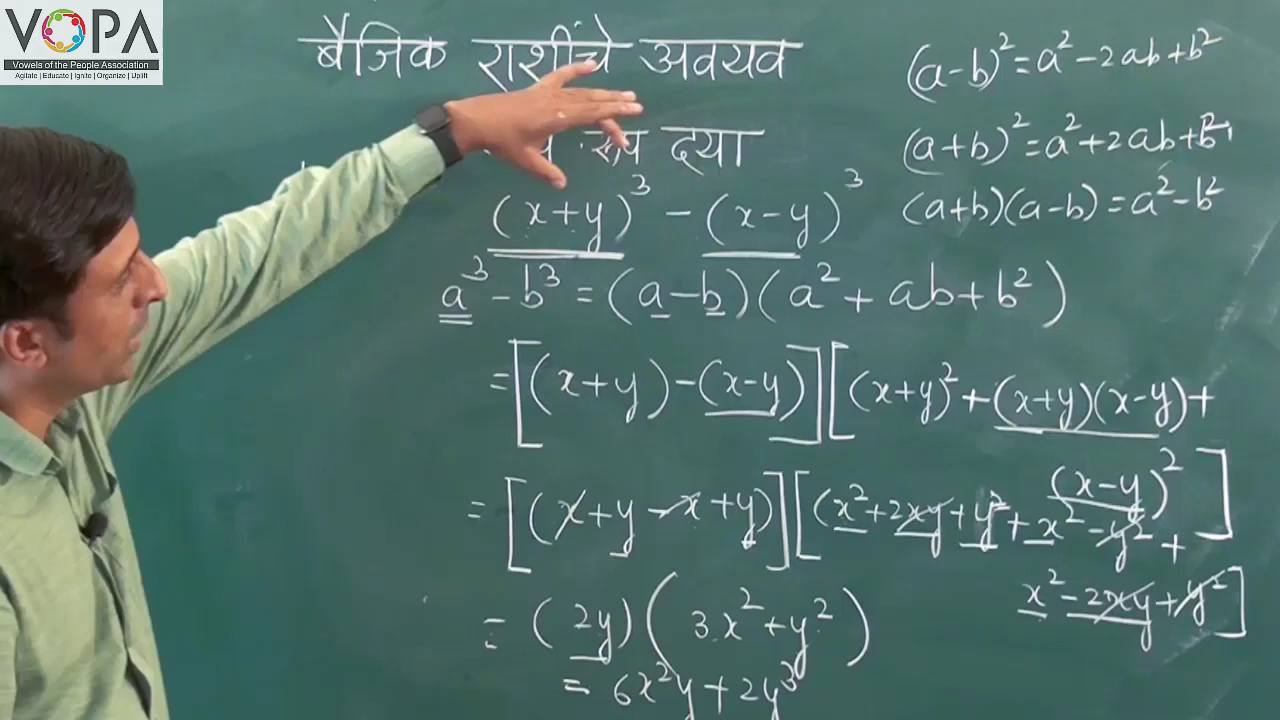 VOPA
Vowels of the People Association
Agitate | Educate | Ignite | Organize | Uplift
बैजिक राशींचे अवयव
रूप दया
(x+y)³ - (x-y)³
a³ - b³ = (a-b)(a² + ab + b²)
= [(x+y) - (x-y)] [(x+y)² + (x+y)(x-y) +
(x-y)²]
= [(x+y-x+y)] [(x²+2xy+y²+x²-y²+
x²-2xy+y²]
= (2y)(3x²+y²)
= 6x²y+2y³
(a-b)² = a² - 2ab + b²
(a+b)² = a² + 2ab + b²
(a+b)(a-b) = a² - b²